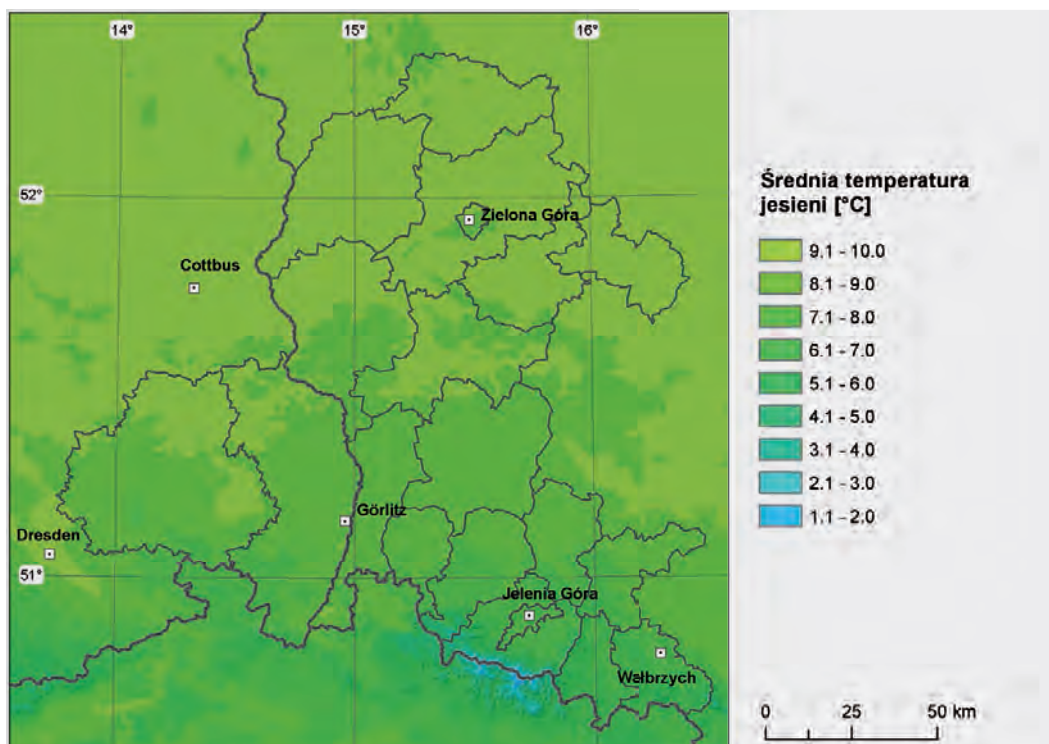 14°
15°
16°
52°
Zielona Góra
Cottbus
Görlitz
Dresden
51°
Jelenia Góra
Wałbrzych
Średnia temperatura
jesieni [°C]
9.1 - 10.0
8.1 - 9.0
7.1 - 8.0
6.1 - 7.0
5.1 - 6.0
4.1 - 5.0
3.1 - 4.0
2.1 - 3.0
1.1 - 2.0
0 25 50 km